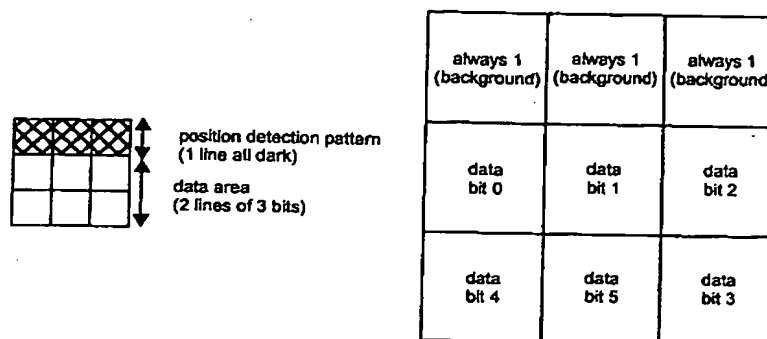 position detection pattern
(1 line all dark)
data area
(2 lines of 3 bits)
always 1
(background)
always 1
(background)
always 1
(background)
data
bit 0
data
bit 1
data
bit 2
data
bit 4
data
bit 5
data
bit 3